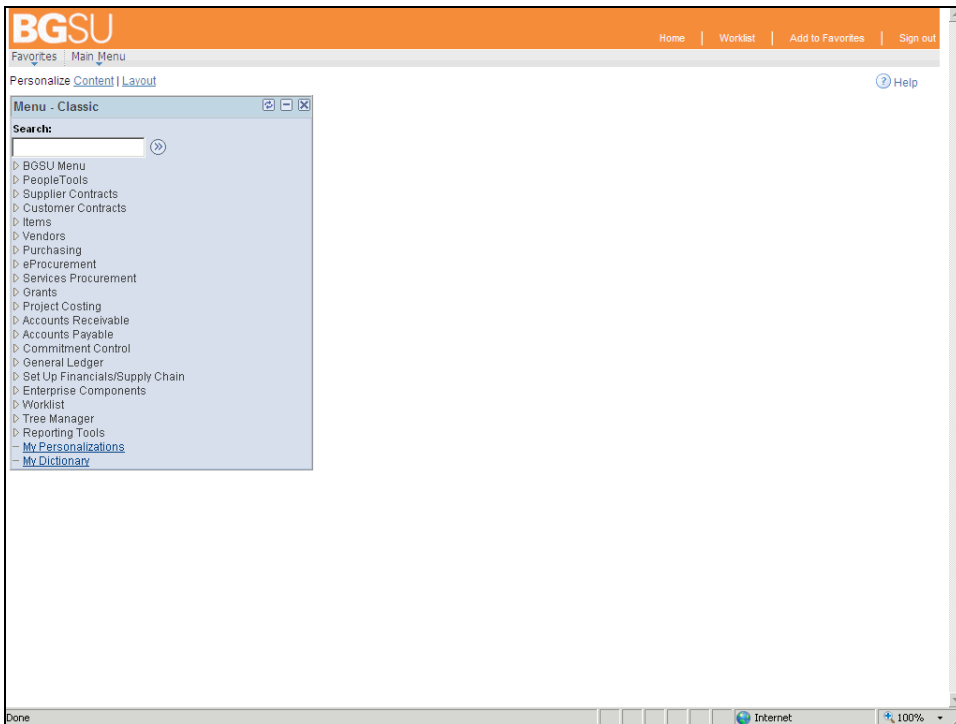 BGSU
Home | Worklist | Add to Favorites | Sign out
Favorites Main Menu
Personalize Content | Layout
? Help
Menu - Classic
Search:
BGSU Menu
PeopleTools
Supplier Contracts
Customer Contracts
Items
Vendors
Purchasing
eProcurement
Services Procurement
Grants
Project Costing
Accounts Receivable
Accounts Payable
Commitment Control
General Ledger
Set Up Financials/Supply Chain
Enterprise Components
Worklist
Tree Manager
Reporting Tools
My Personalizations
My Dictionary
Done Internet 100%